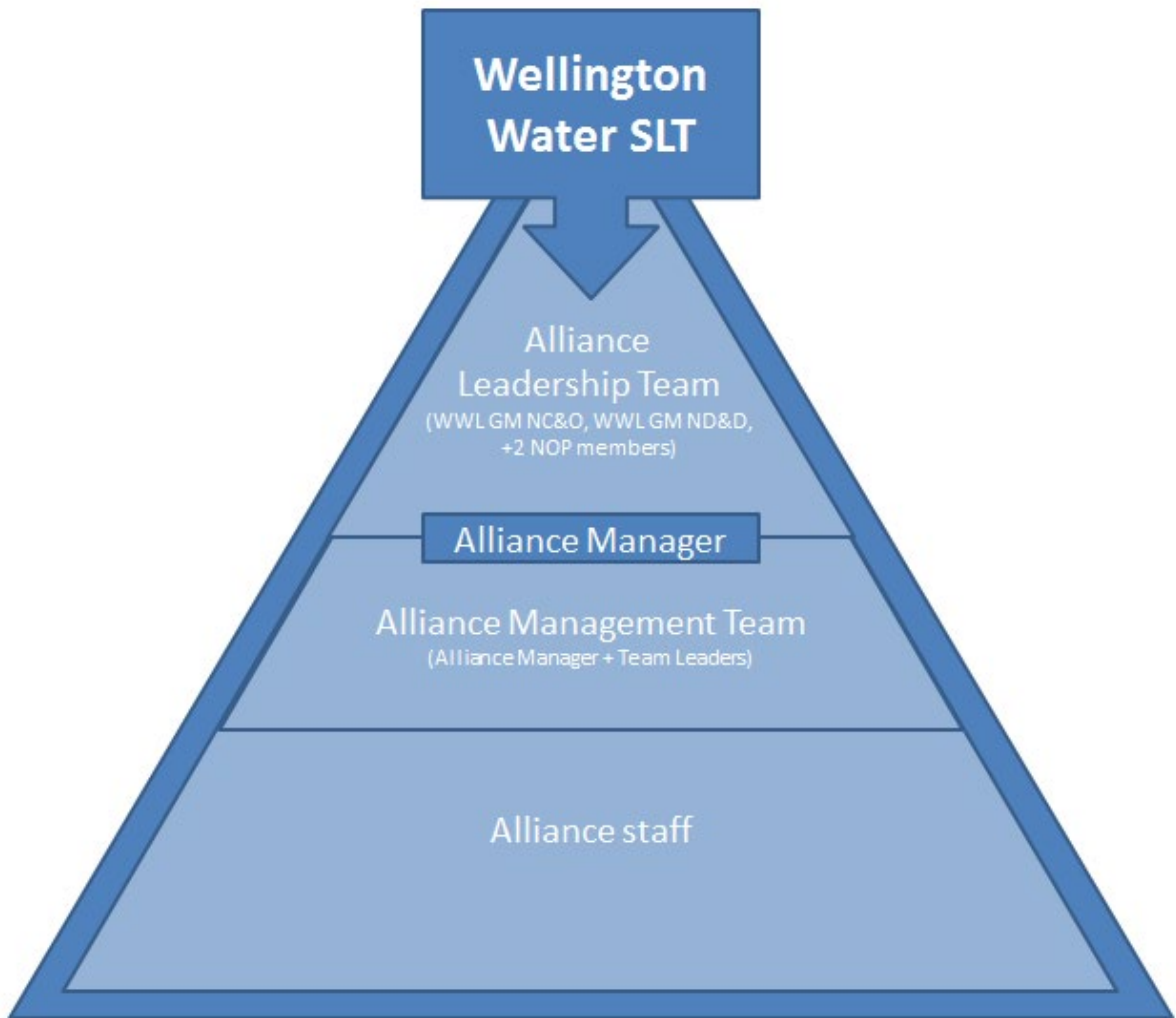 Wellington
Water SLT
Alliance
Leadership Team
(WWL GM NC&O, WWL GM ND&D,
+2 NOP members)
Alliance Manager
Alliance Management Team
(Alliance Manager + Team Leaders)
Alliance staff